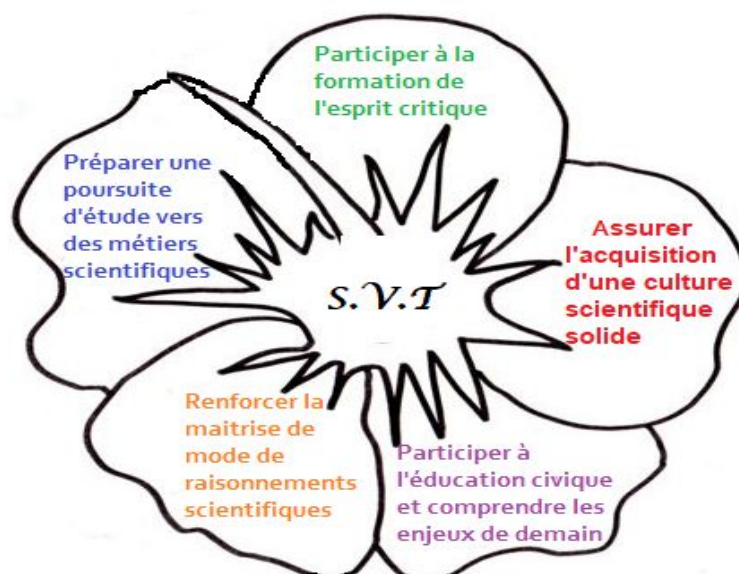 Participer à la
formation de
l'esprit critique
Préparer une
poursuite
d'étude vers
des métiers
scientifiques
Assurer
l'acquisition
d'une culture
scientifique
solide
S.V.T
Renforcer la
maitrise de
mode de
raisonnements
scientifiques
Participer à
l'éducation civique
et comprendre les
enjeux de demain